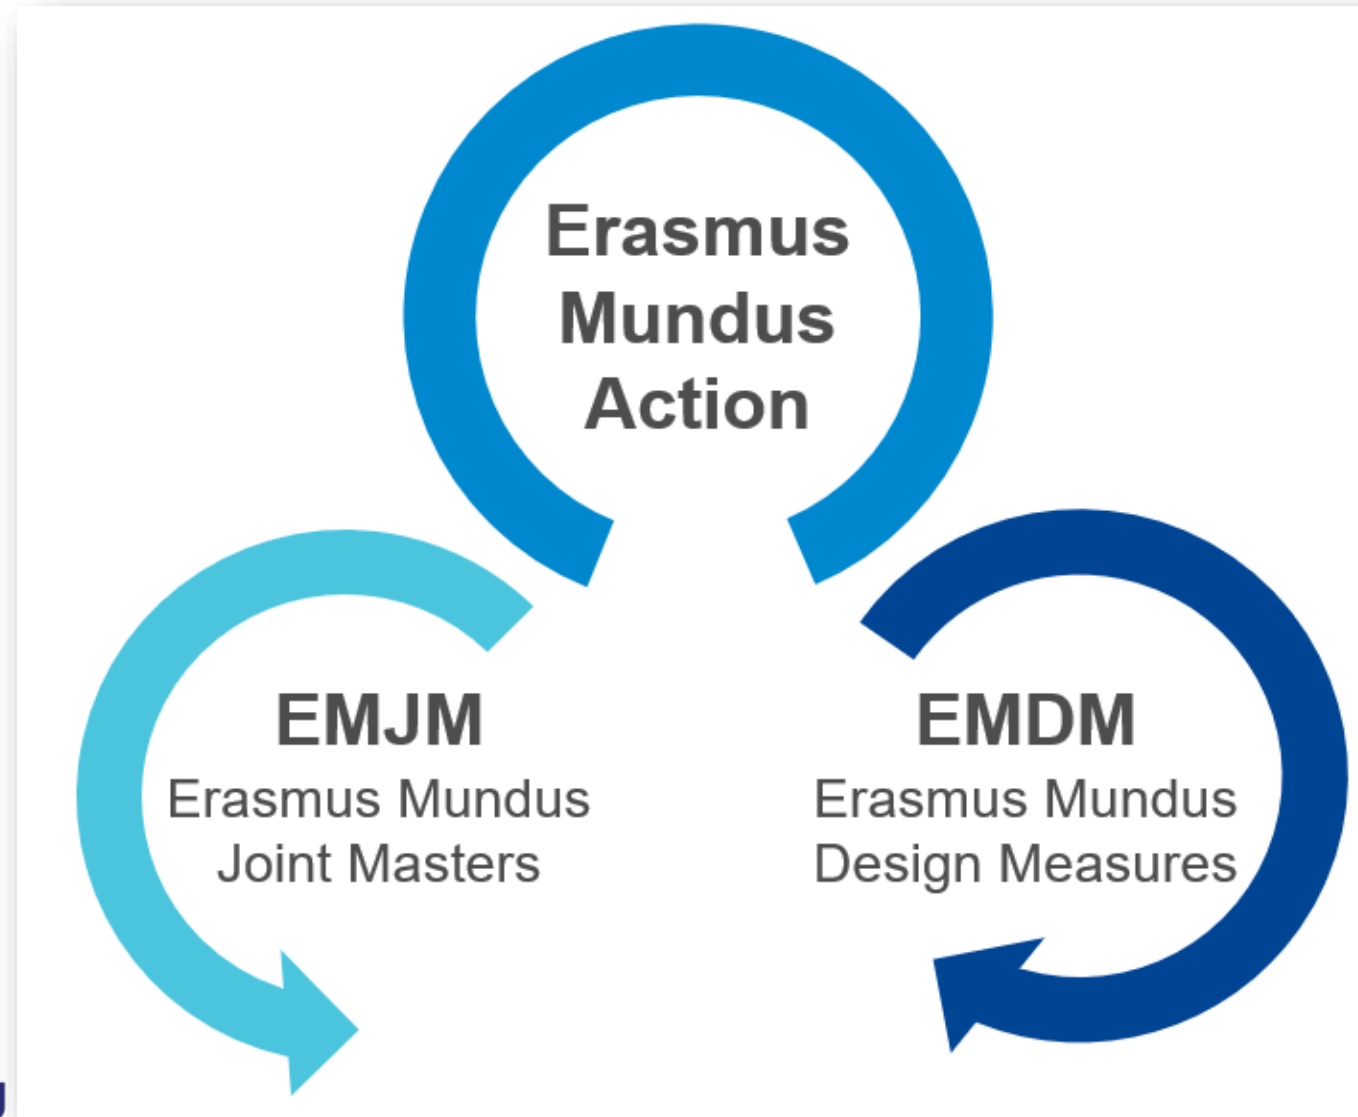 Erasmus
Mundus
Action
EMJM
Erasmus Mundus
Joint Masters
EMDM
Erasmus Mundus
Design Measures